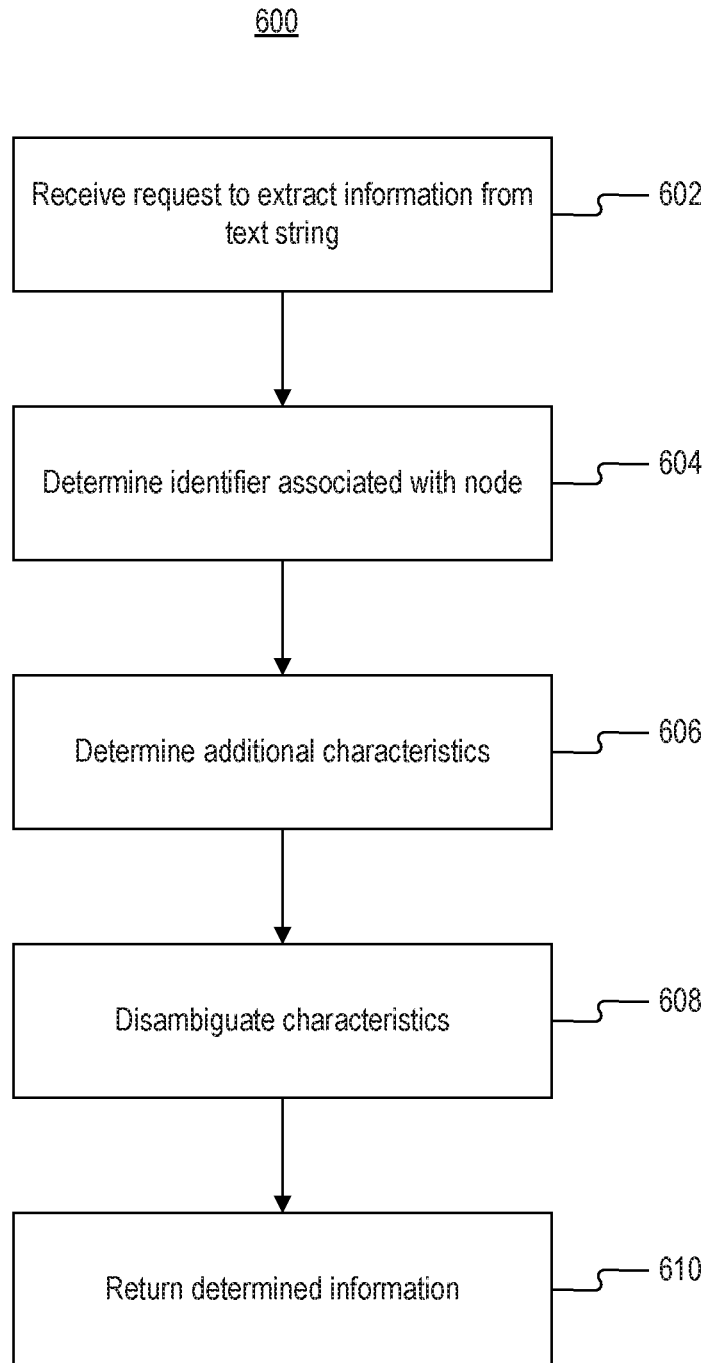 600
Receive request to extract information from
text string
602
Determine identifier associated with node
604
Determine additional characteristics
606
Disambiguate characteristics
608
Return determined information
610